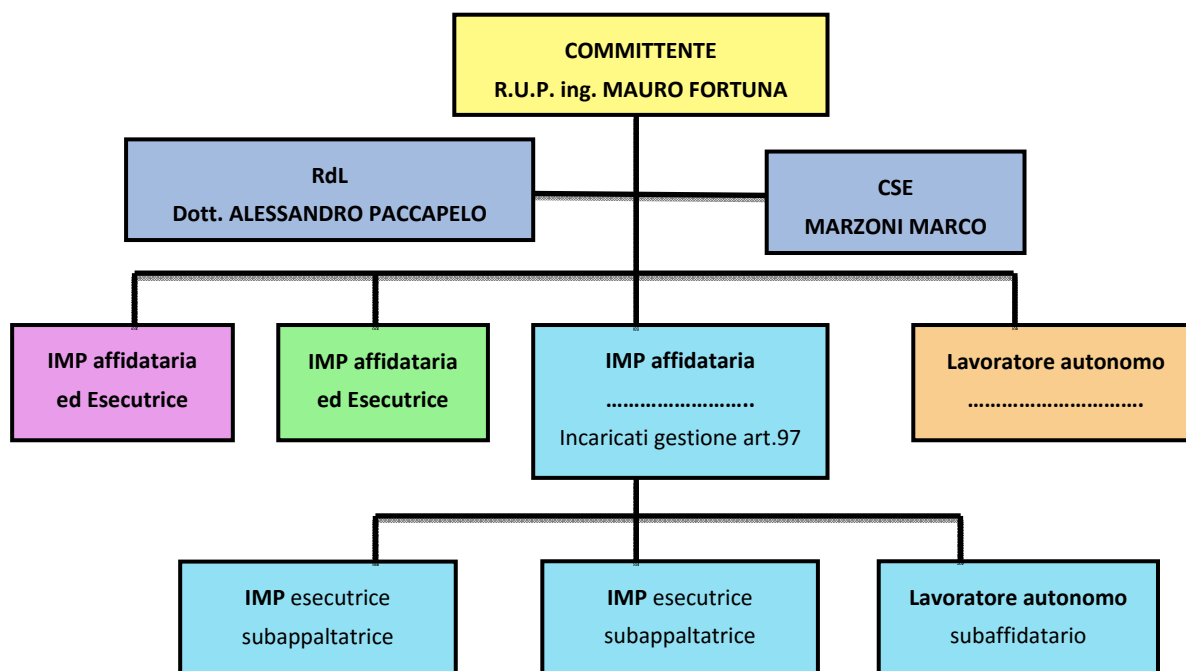 COMMITTENTE
R.U.P. ing. MAURO FORTUNA
RdL
Dott. ALESSANDRO PACCAPELO
CSE
MARZONI MARCO
IMP affidataria
ed Esecutrice
IMP affidataria
ed Esecutrice
IMP affidataria
……………………..
Incaricati gestione art.97
Lavoratore autonomo
………………………….
IMP esecutrice
subappaltatrice
IMP esecutrice
subappaltatrice
Lavoratore autonomo
subaffidatario